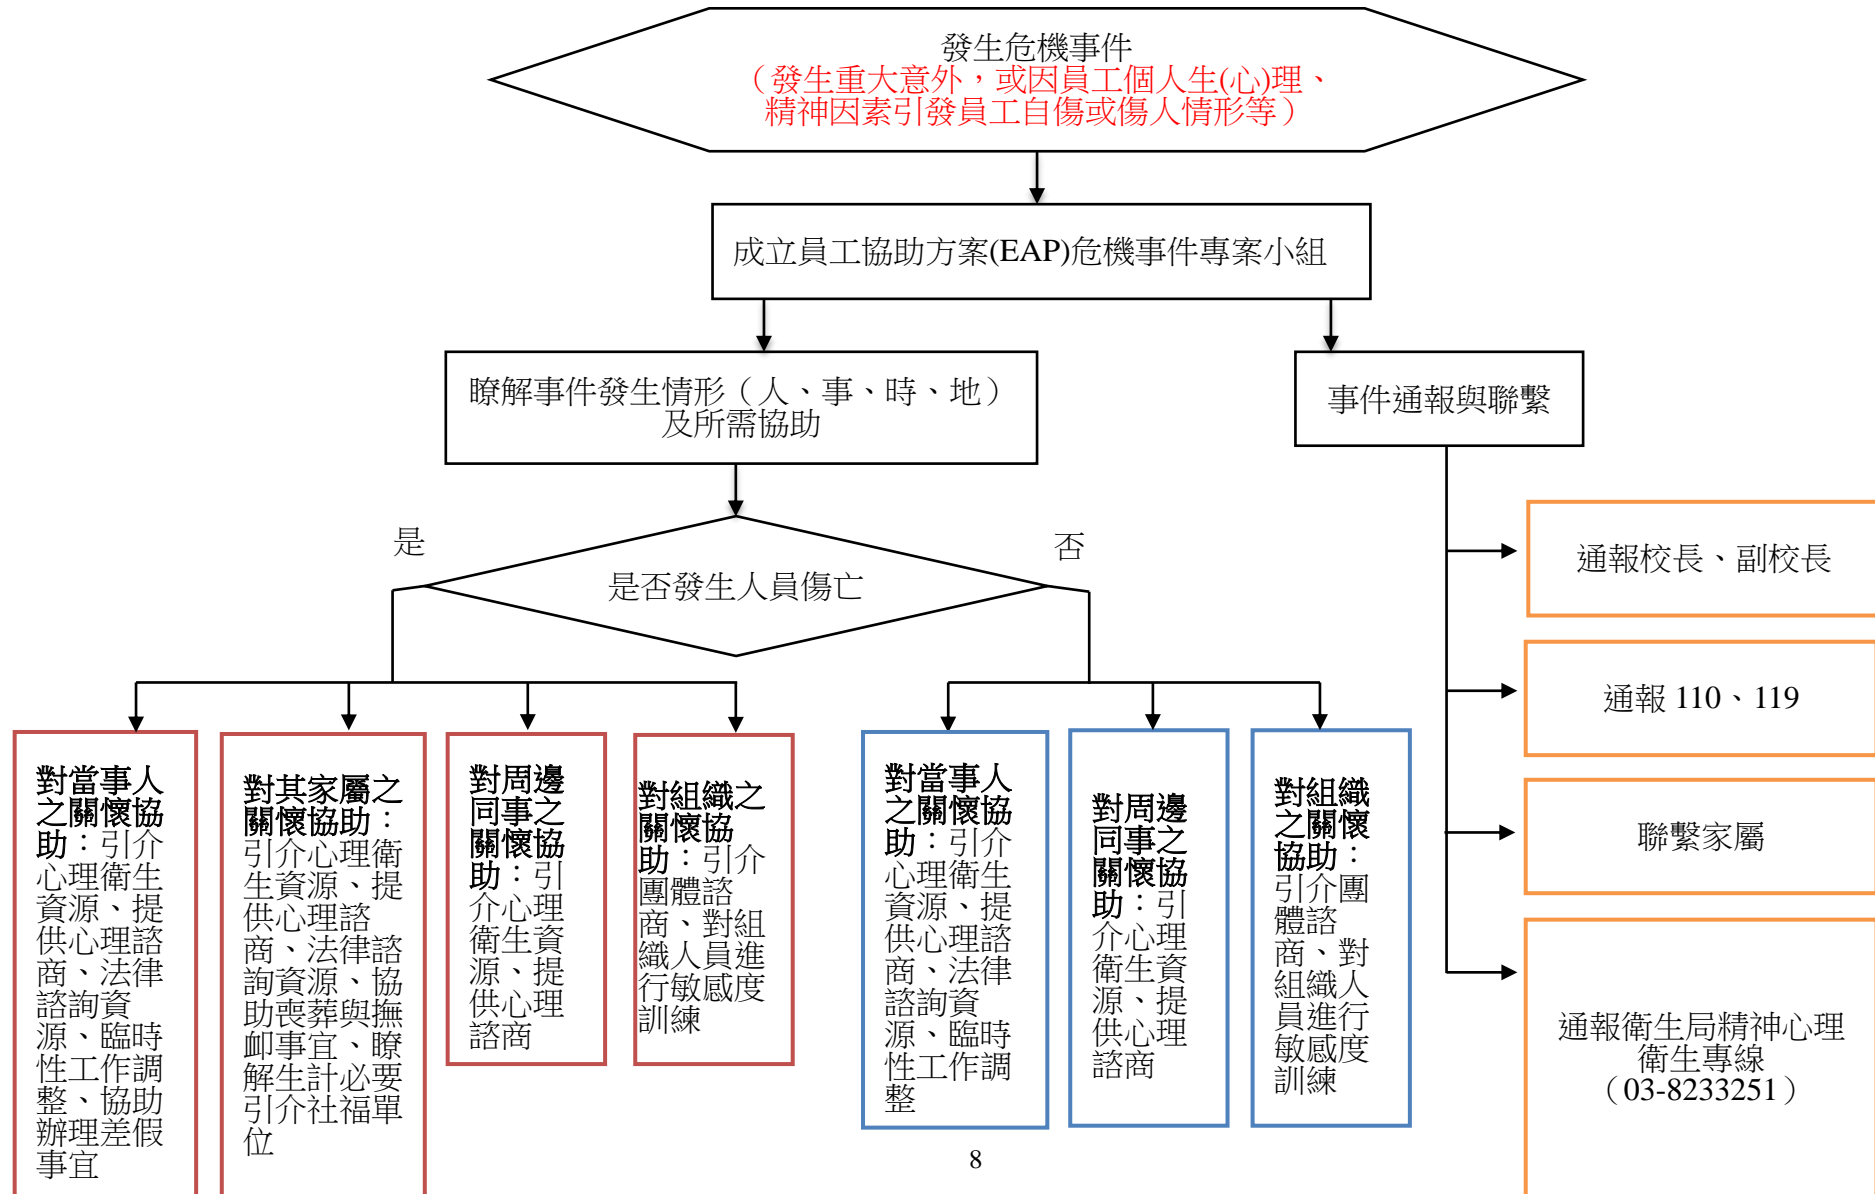 發生危機事件
（發生重大意外，或因員工個人生(心)理、
精神因素引發員工自傷或傷人情形等）
成立員工協助方案(EAP)危機事件專案小組
瞭解事件發生情形（人、事、時、地）
及所需協助
事件通報與聯繫
是
否
是否發生人員傷亡
通報校長、副校長
通報 110、119
聯繫家屬
通報衛生局精神心理
衛生專線
（03-8233251）
對當事人
之關懷協
助：引介
心理衛生
資源、提
供心理諮
商、法律
諮詢資
源、臨時
性工作調
整、協助
辦理差假
事宜
對其家屬之
關懷協助：
引介心理衛
生資源、提
供心理諮
商、法律諮
詢資源、協
助喪葬與撫
卹事宜、瞭
解生計必要
引介社福單
位
對周邊
同事之
關懷協
助：引
介心理
衛生資
源、提
供心理
諮商
對組織之
關懷協
助：引介
團體諮
商、對組
織人員進
行敏感度
訓練
對當事人
之關懷協
助：引介
心理衛生
資源、提
供心理諮
商、法律
諮詢資
源、臨時
性工作調
整
對周邊
同事之
關懷協
助：引
介心理
衛生資
源、提
供心理
諮商
對組織
之關懷
協助：
引介團
體諮
商、對
組織人
員進行
敏感度
訓練
8